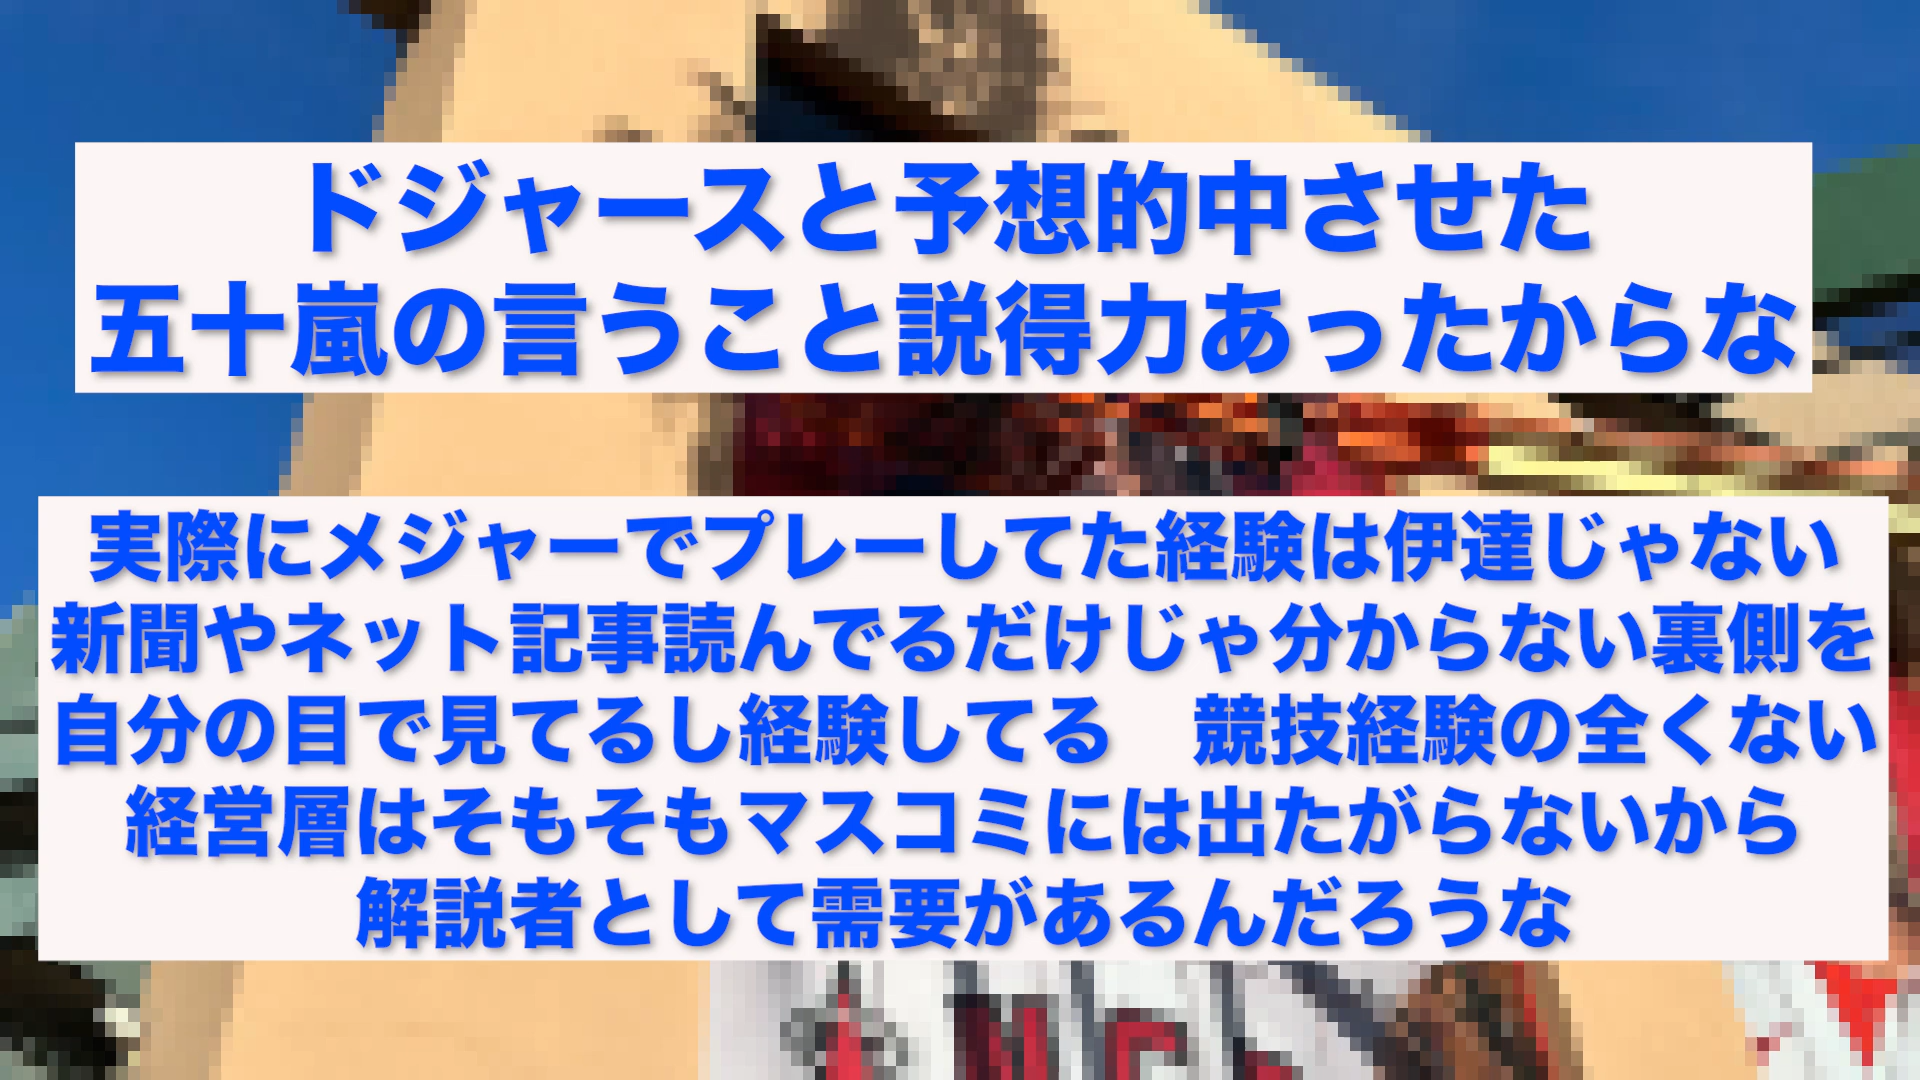 ドジャースと予想的中させた
五十嵐の言うこと説得力あったからな
実際にメジャーでプレーしてた経験は伊達じゃない
新聞やネット記事読んでるだけじゃ分からない裏側を
自分の目で見てるし経験してる　競技経験の全くない
経営層はそもそもマスコミには出たがらないから
解説者として需要があるんだろうな